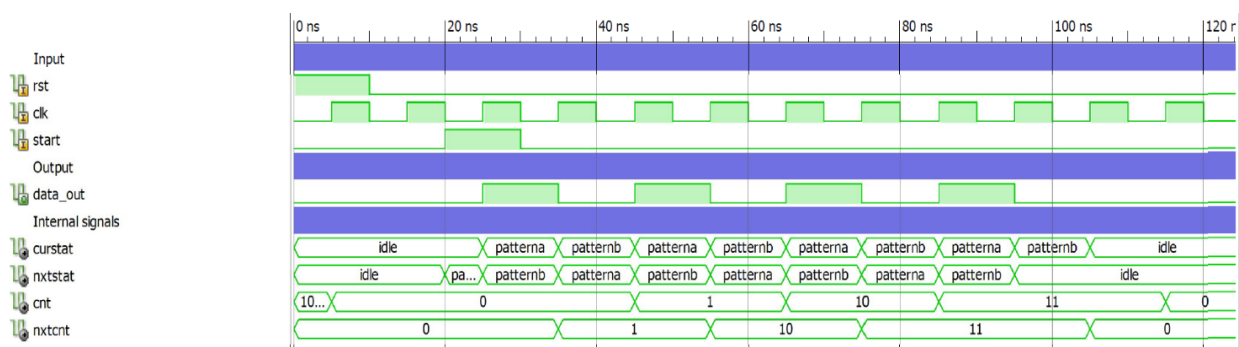 0 ns 20 ns 40 ns 60 ns 80 ns 100 ns 120 r
Input
rst
clk
start
Output
data_out
Internal signals
curstat idle patterna patternb patterna patternb patterna patternb patterna patternb idle
nxtstat idle pa... patternb patterna patternb patterna patternb patterna patternb idle
cnt 10... 0 1 10 11 0
nxtcnt 0 1 10 11 0